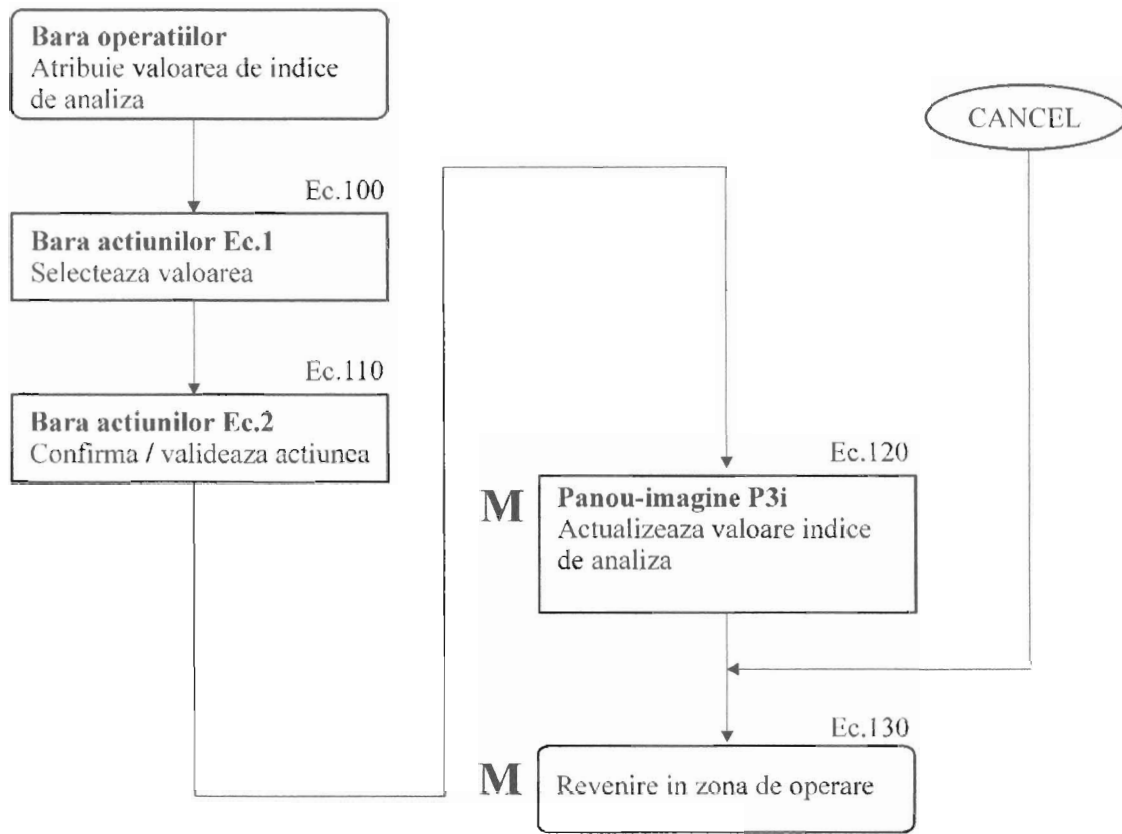 Bara operatiilor
Atribuie valoarea de indice
de analiza
CANCEL
Ec.100
Bara actiunilor Ec.1
Selecteaza valoarea
Ec.110
Bara actiunilor Ec.2
Confirma / valideaza actiunea
Ec.120
M
Panou-imagine P3i
Actualizeaza valoare indice
de analiza
Ec.130
M
Revenire in zona de operare